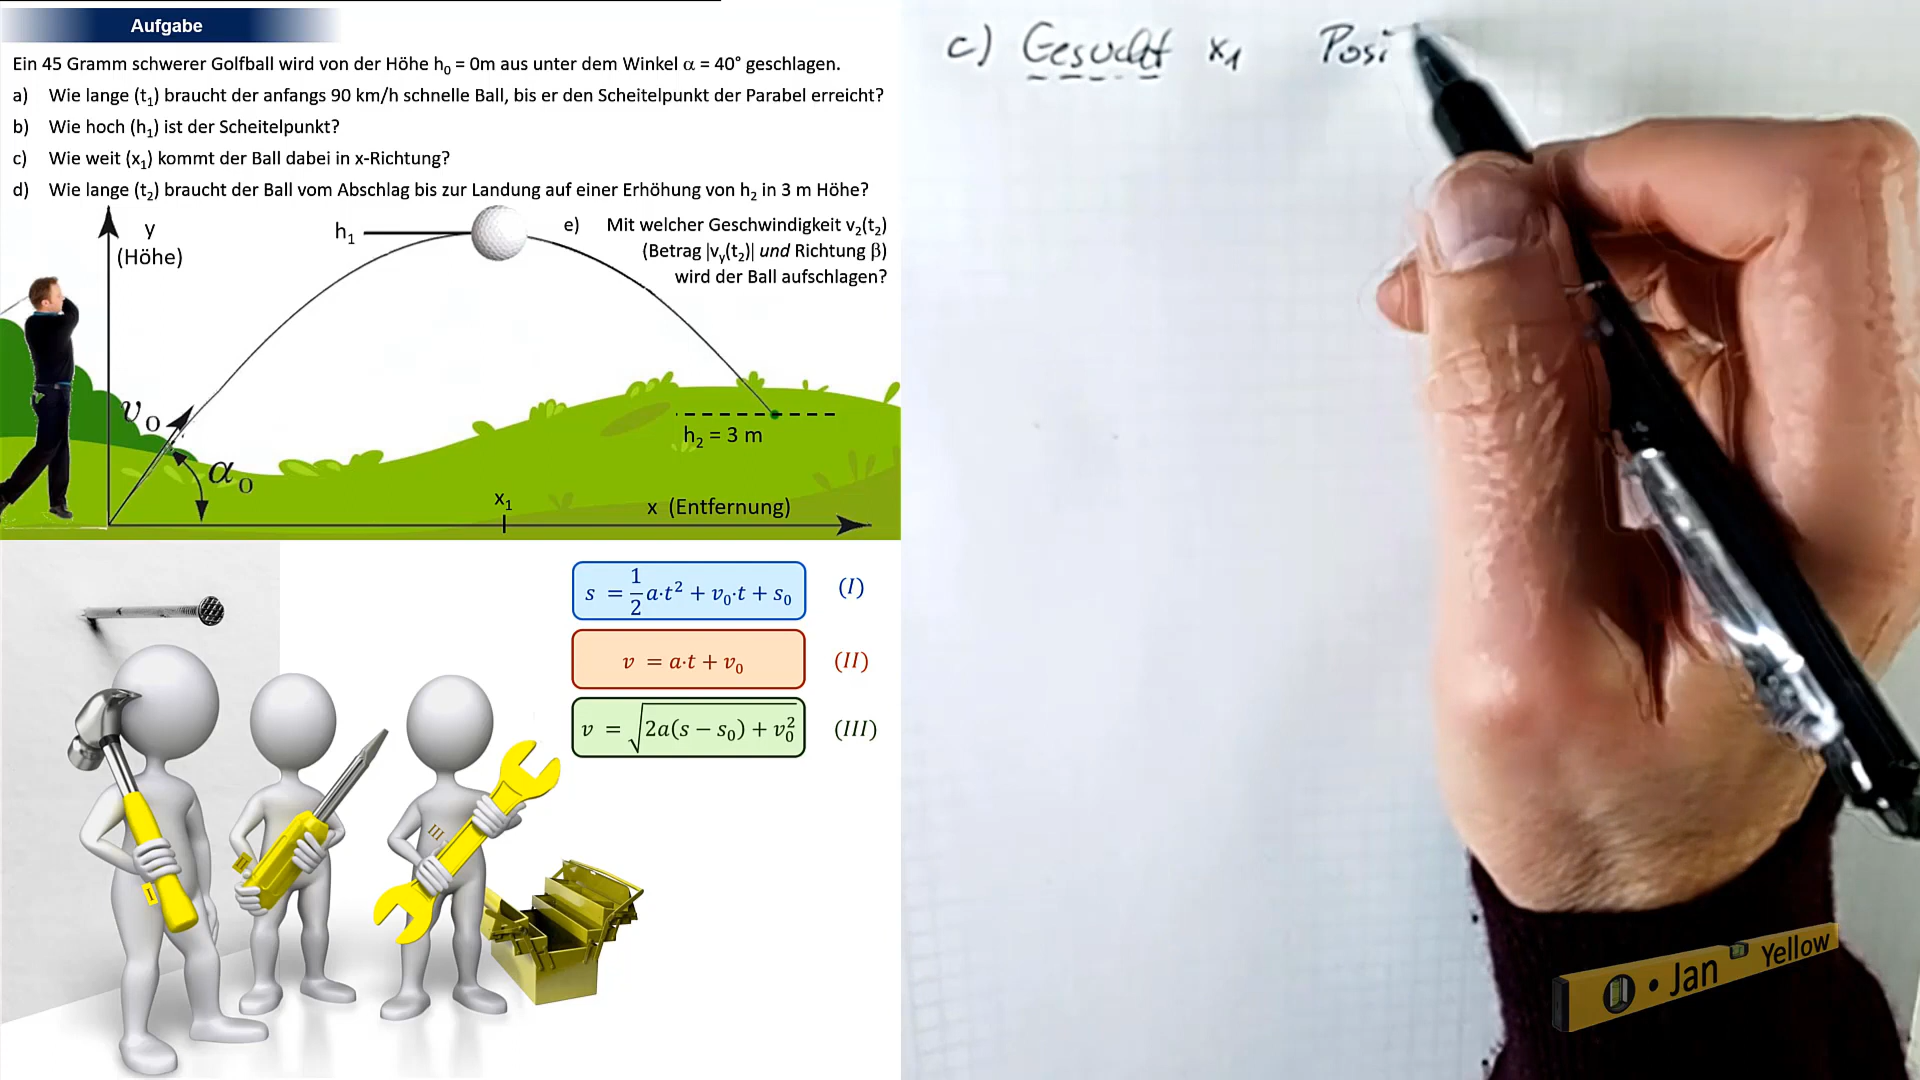 Aufgabe
Ein 45 Gramm schwerer Golfball wird von der Höhe h₀ = 0m aus unter dem Winkel α = 40° geschlagen.
a) Wie lange (t₁) braucht der anfangs 90 km/h schnelle Ball, bis er den Scheitelpunkt der Parabel erreicht?
b) Wie hoch (h₁) ist der Scheitelpunkt?
c) Wie weit (x₁) kommt der Ball dabei in x-Richtung?
d) Wie lange (t₂) braucht der Ball vom Abschlag bis zur Landung auf einer Erhöhung von h₂ in 3 m Höhe?
e) Mit welcher Geschwindigkeit v₂(t₂)
(Betrag |vᵧ(t₂)| und Richtung β)
wird der Ball aufschlagen?
y
(Höhe)
h₁
υ₀
α₀
h₂ = 3 m
x₁
x (Entfernung)
s = 1/2 a·t² + v₀·t + s₀ (I)
v = a·t + v₀ (II)
v = √(2a(s − s₀) + v₀²) (III)
I
II
III
c) Gesucht x₁ Posi
• Jan Yellow